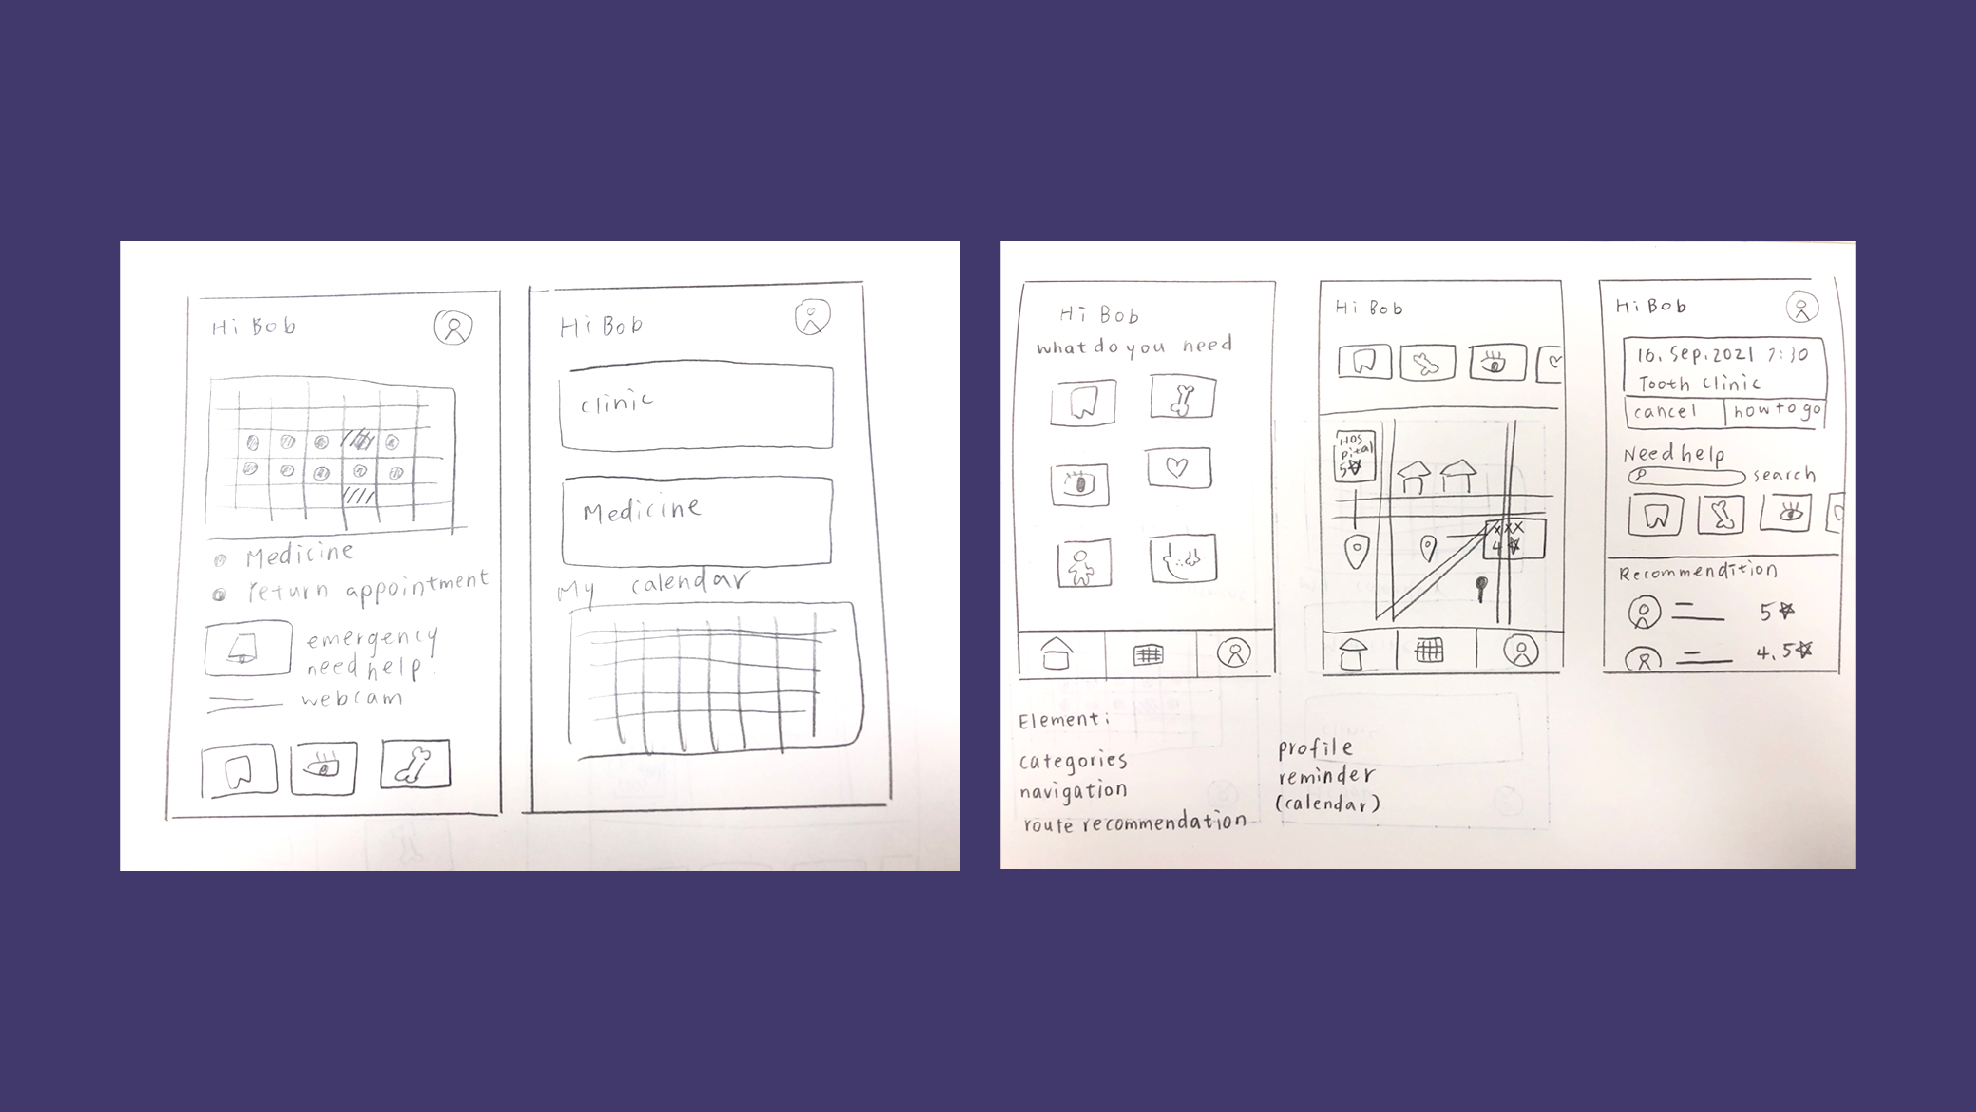 Hi Bob
Medicine
return appointment
emergency
need help!
webcam
Hi Bob
clinic
Medicine
My calendar
Hi Bob
what do you need
Hi Bob
Hos
pital
5☆
xxx
4 ☆
Hi Bob
16. Sep. 2021 7:30
Tooth clinic
cancel
how to go
Need help
search
Recommendition
5☆
4.5☆
Element:
categories
navigation
route recommendation
profile
reminder
(calendar)